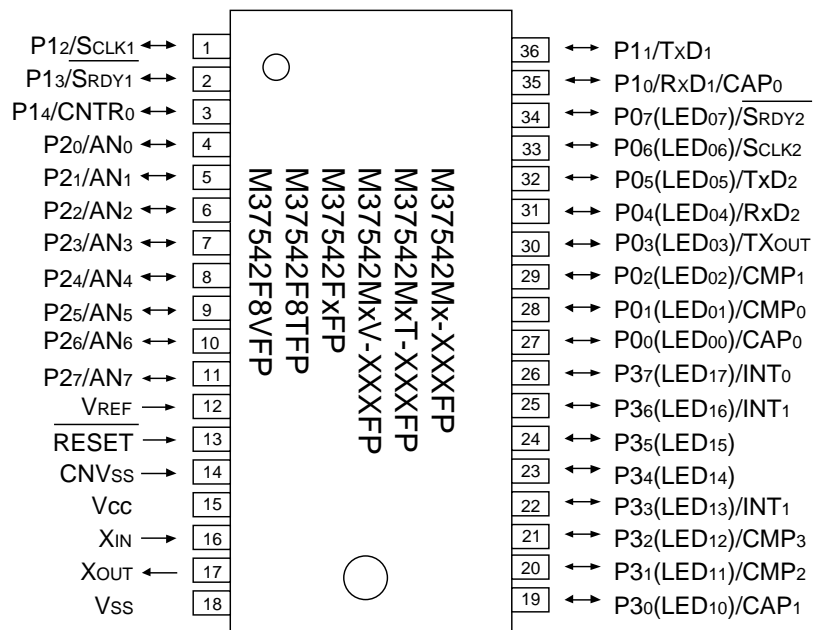 P12/SCLK1
P13/SRDY1
P14/CNTR0
P20/AN0
P21/AN1
P22/AN2
P23/AN3
P24/AN4
P25/AN5
P26/AN6
P27/AN7
VREF
RESET
CNVSS
Vcc
XIN
XOUT
VSS
1
2
3
4
5
6
7
8
9
10
11
12
13
14
15
16
17
18
M37542Mx-XXXFP
M37542MxT-XXXFP
M37542MxV-XXXFP
M37542FxFP
M37542F8TFP
M37542F8VFP
36
35
34
33
32
31
30
29
28
27
26
25
24
23
22
21
20
19
P11/TxD1
P10/RxD1/CAP0
P07(LED07)/SRDY2
P06(LED06)/SCLK2
P05(LED05)/TxD2
P04(LED04)/RxD2
P03(LED03)/TXOUT
P02(LED02)/CMP1
P01(LED01)/CMP0
P00(LED00)/CAP0
P37(LED17)/INT0
P36(LED16)/INT1
P35(LED15)
P34(LED14)
P33(LED13)/INT1
P32(LED12)/CMP3
P31(LED11)/CMP2
P30(LED10)/CAP1